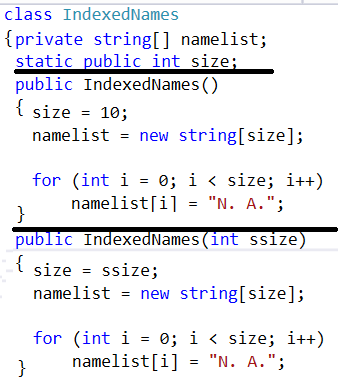 class IndexedNames
{private string[] namelist;
static public int size;
public IndexedNames()
{ size = 10;
namelist = new string[size];
for (int i = 0; i < size; i++)
namelist[i] = "N. A.";
}
public IndexedNames(int ssize)
{ size = ssize;
namelist = new string[size];
for (int i = 0; i < size; i++)
namelist[i] = "N. A.";
}